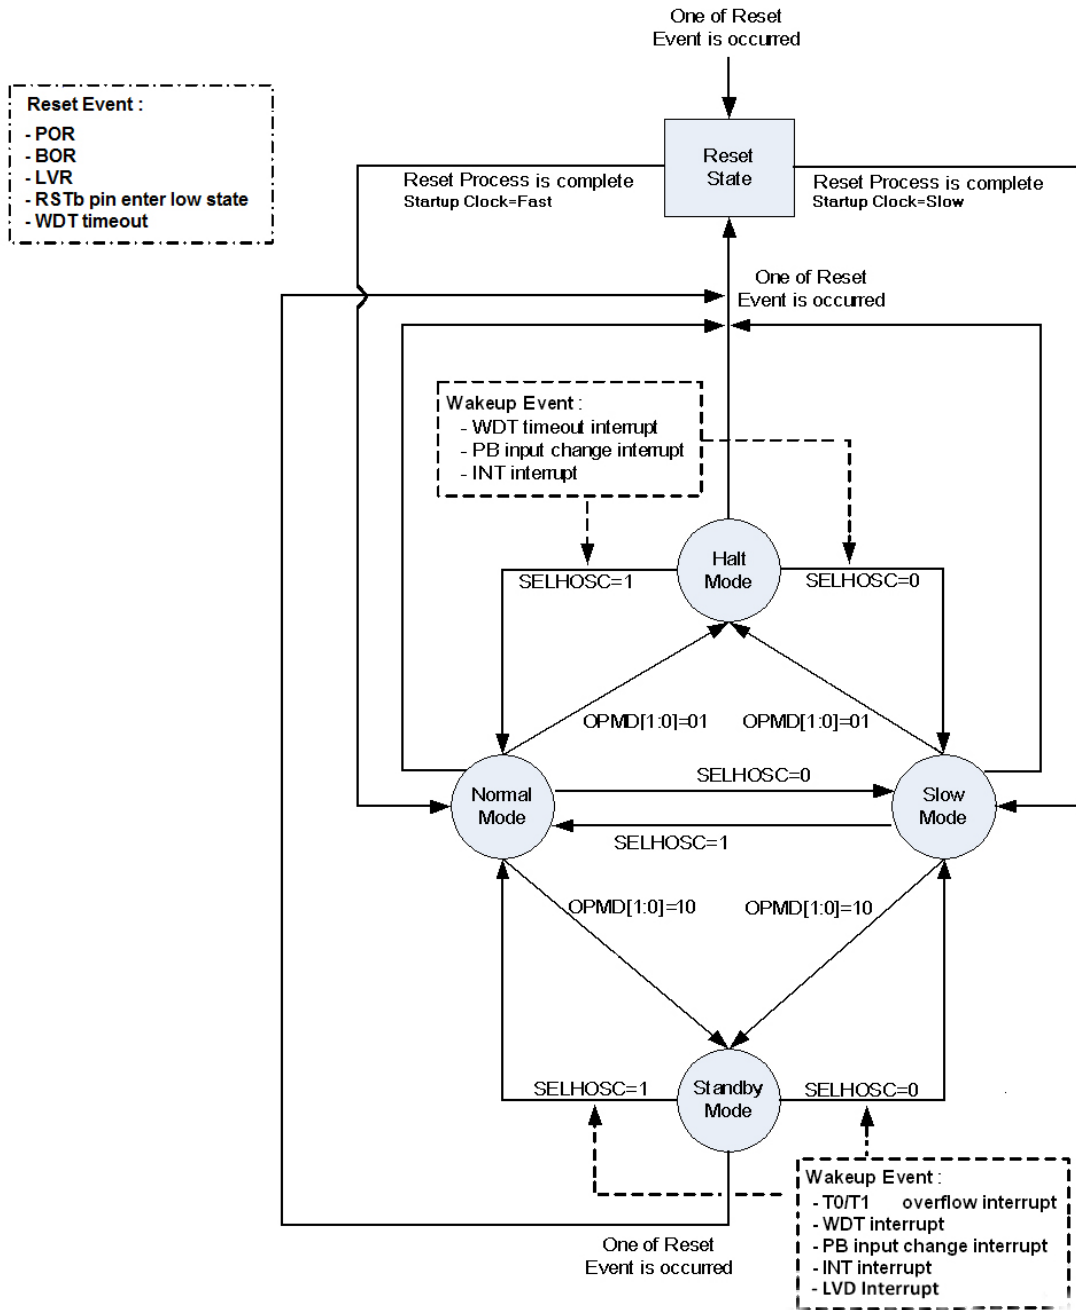 One of Reset
Event is occurred
Reset Event :
- POR
- BOR
- LVR
- RSTb pin enter low state
- WDT timeout
Reset
State
Reset Process is complete
Startup Clock=Fast
Reset Process is complete
Startup Clock=Slow
One of Reset
Event is occurred
Wakeup Event :
- WDT timeout interrupt
- PB input change interrupt
- INT interrupt
Halt
Mode
SELHOSC=1
SELHOSC=0
OPMD[1:0]=01
OPMD[1:0]=01
SELHOSC=0
Normal
Mode
Slow
Mode
SELHOSC=1
OPMD[1:0]=10
OPMD[1:0]=10
SELHOSC=1
Standby
Mode
SELHOSC=0
Wakeup Event :
- T0/T1 overflow interrupt
- WDT interrupt
- PB input change interrupt
- INT interrupt
- LVD Interrupt
One of Reset
Event is occurred